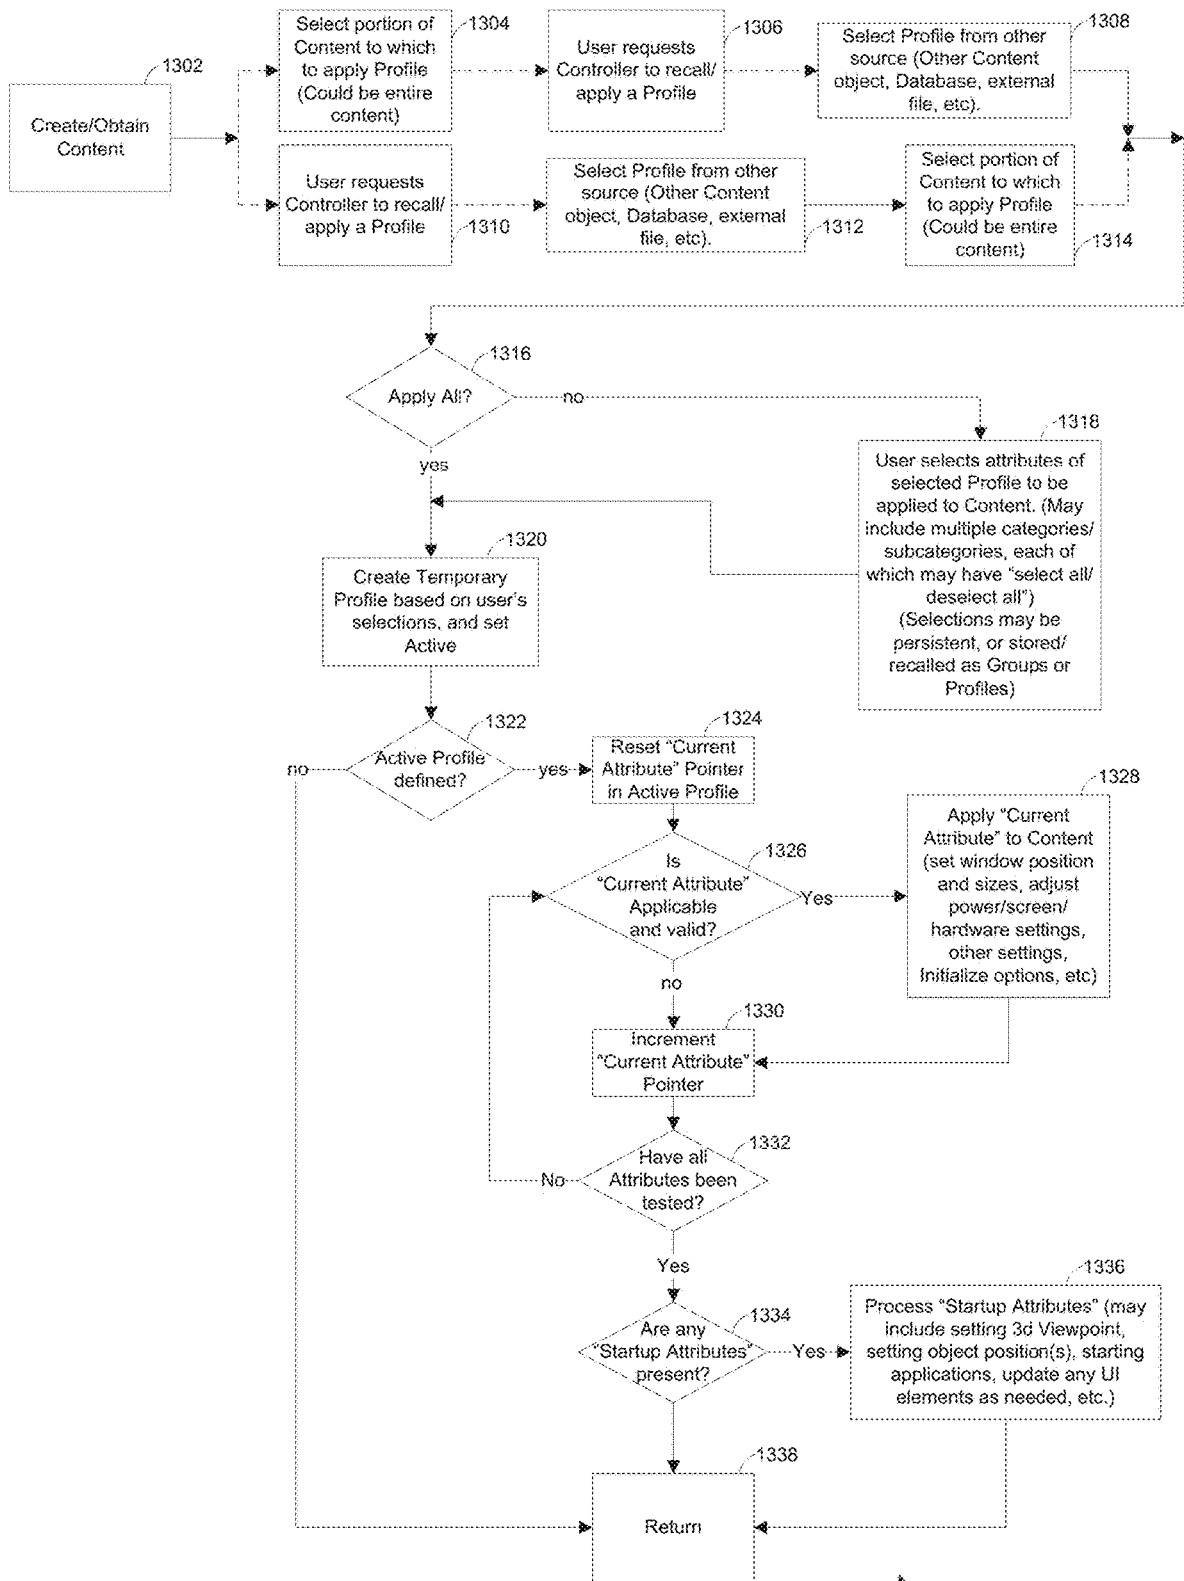 1302
Create/Obtain
Content
1304
Select portion of
Content to which
to apply Profile
(Could be entire
content)
1306
User requests
Controller to recall/
apply a Profile
1308
Select Profile from other
source (Other Content
object, Database, external
file, etc).
User requests
Controller to recall/
apply a Profile
1310
Select Profile from other
source (Other Content
object, Database, external
file, etc).
1312
Select portion of
Content to which
to apply Profile
(Could be entire
content)
1314
1316
Apply All?
no
yes
1318
User selects attributes of
selected Profile to be
applied to Content. (May
include multiple categories/
subcategories, each of
which may have “select all/
deselect all”)
(Selections may be
persistent, or stored/
recalled as Groups or
Profiles)
1320
Create Temporary
Profile based on user’s
selections, and set
Active
1322
Active Profile
defined?
no
yes
1324
Reset “Current
Attribute” Pointer
in Active Profile
1326
Is
“Current Attribute”
Applicable
and valid?
Yes
no
1328
Apply “Current
Attribute” to Content
(set window position
and sizes, adjust
power/screen/
hardware settings,
other settings,
Initialize options, etc)
1330
Increment
“Current Attribute”
Pointer
1332
Have all
Attributes been
tested?
No
Yes
1334
Are any
“Startup Attributes”
present?
Yes
1336
Process “Startup Attributes” (may
include setting 3d Viewpoint,
setting object position(s), starting
applications, update any UI
elements as needed, etc.)
1338
Return